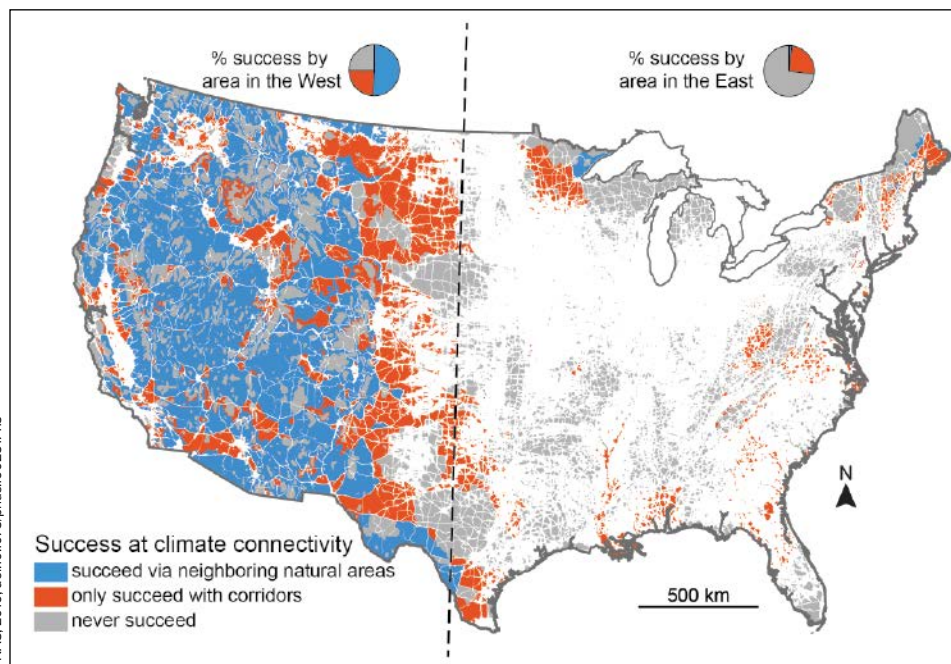 % success by
area in the West
% success by
area in the East
N
Success at climate connectivity
succeed via neighboring natural areas
only succeed with corridors
never succeed
500 km